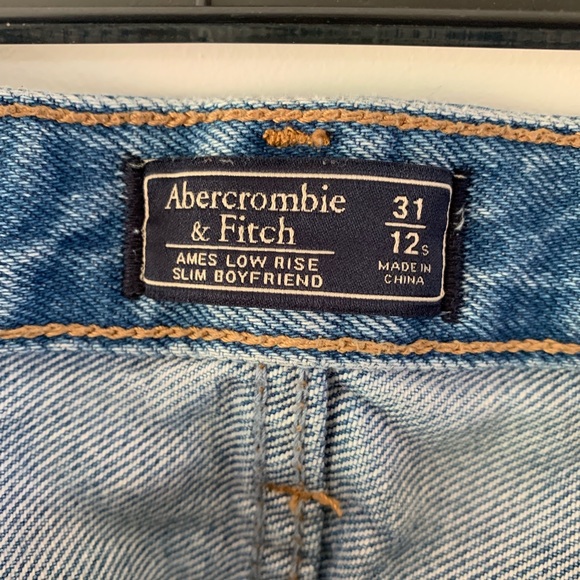 Abercrombie
& Fitch
AMES LOW RISE
SLIM BOYFRIEND
31
12s
MADE IN
CHINA